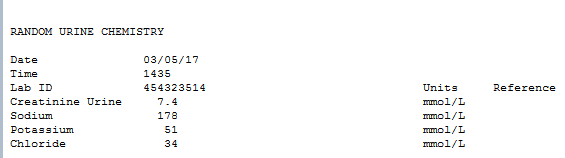 RANDOM URINE CHEMISTRY
Date 03/05/17
Time 1435
Lab ID 454323514 Units Reference
Creatinine Urine 7.4 mmol/L
Sodium 178 mmol/L
Potassium 51 mmol/L
Chloride 34 mmol/L